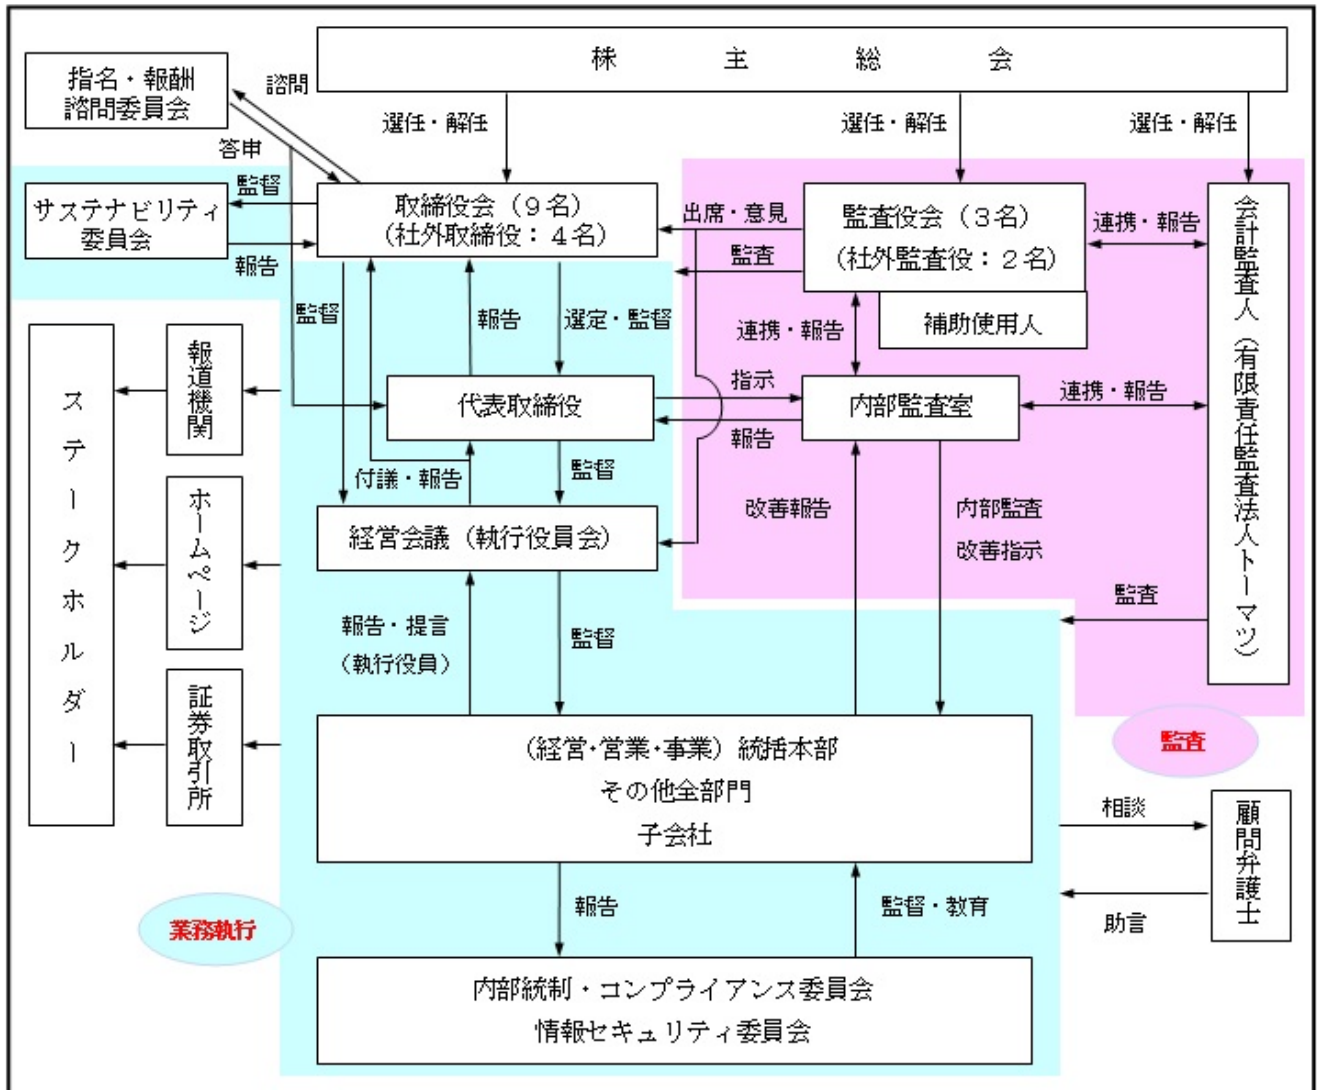 株主総会
指名・報酬
諮問委員会
諮問
答申
選任・解任
選任・解任
選任・解任
サステナビリティ
委員会
監督
報告
取締役会（９名）
（社外取締役：４名）
出席・意見
監査
監査役会（３名）
（社外監査役：２名）
補助使用人
連携・報告
会計監査人（有限責任監査法人トーマツ）
監督
報告
選定・監督
連携・報告
代表取締役
指示
報告
内部監査室
連携・報告
付議・報告
監督
経営会議（執行役員会）
改善報告
内部監査
改善指示
監査
報告・提言
（執行役員）
監督
ステークホルダー
報道機関
ホームページ
証券取引所
（経営・営業・事業）統括本部
その他全部門
子会社
監査
相談
助言
顧問弁護士
業務執行
報告
監督・教育
内部統制・コンプライアンス委員会
情報セキュリティ委員会